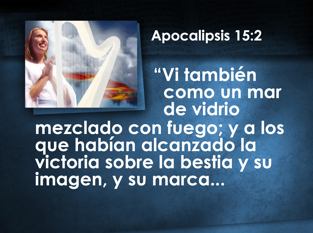 Apocalipsis 15:2
“Vi también
como un mar
de vidrio
mezclado con fuego; y a los
que habían alcanzado la
victoria sobre la bestia y su
imagen, y su marca...